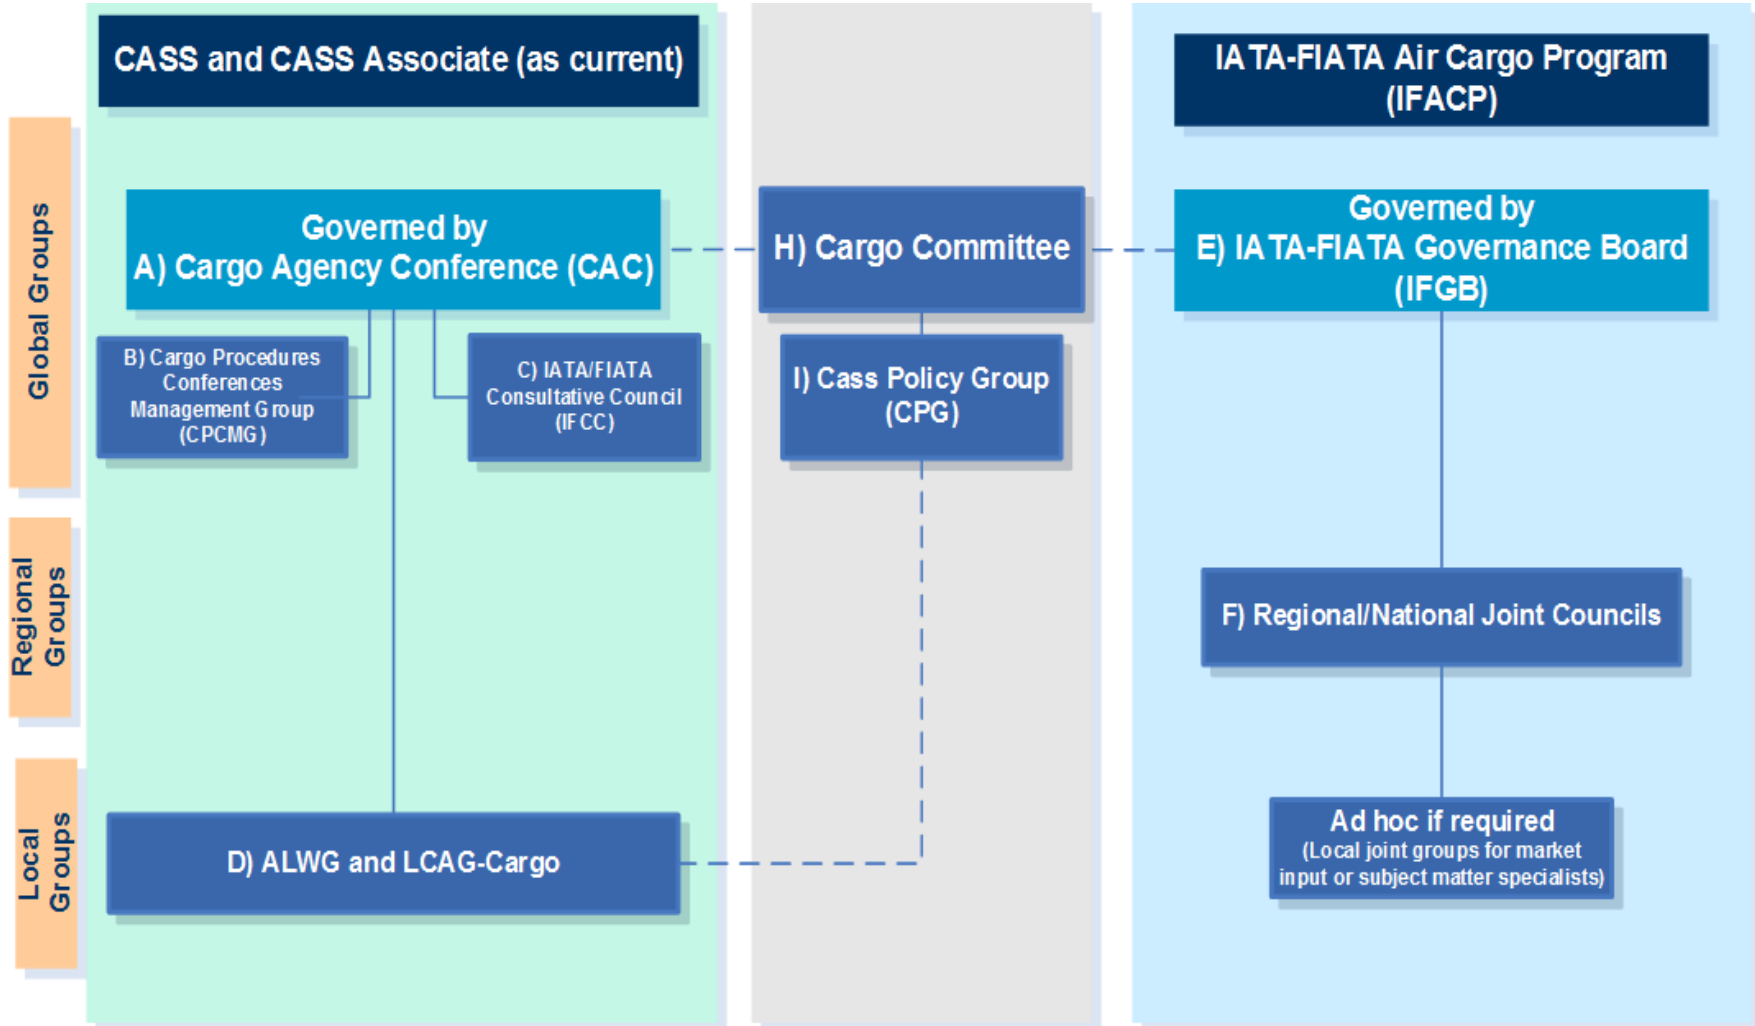 CASS and CASS Associate (as current)
IATA-FIATA Air Cargo Program
(IFACP)
Global Groups
Governed by
A) Cargo Agency Conference (CAC)
H) Cargo Committee
Governed by
E) IATA-FIATA Governance Board
(IFGB)
B) Cargo Procedures
Conferences
Management Group
(CPCMG)
C) IATA/FIATA
Consultative Council
(IFCC)
I) Cass Policy Group
(CPG)
Regional
Groups
F) Regional/National Joint Councils
Local
Groups
D) ALWG and LCAG-Cargo
Ad hoc if required
(Local joint groups for market
input or subject matter specialists)